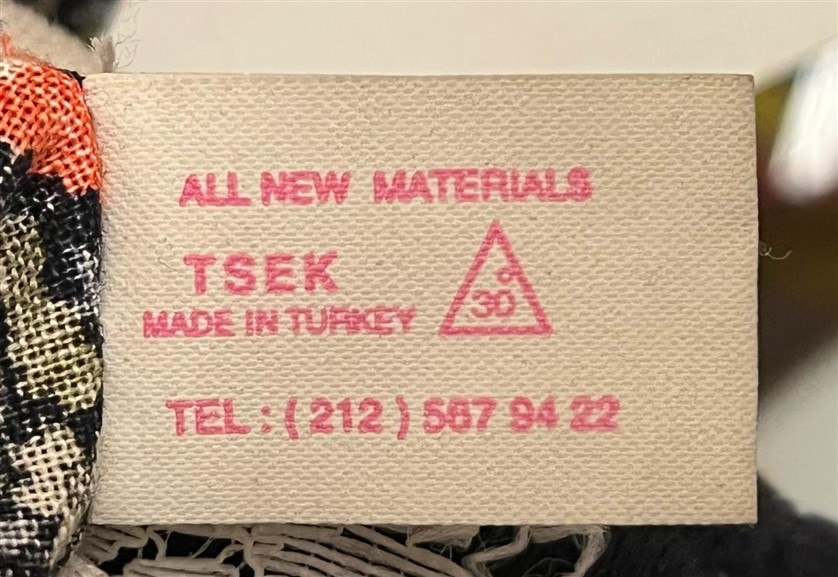 ALL NEW MATERIALS
TSEK
30°
MADE IN TURKEY
TEL : ( 212 ) 567 94 22